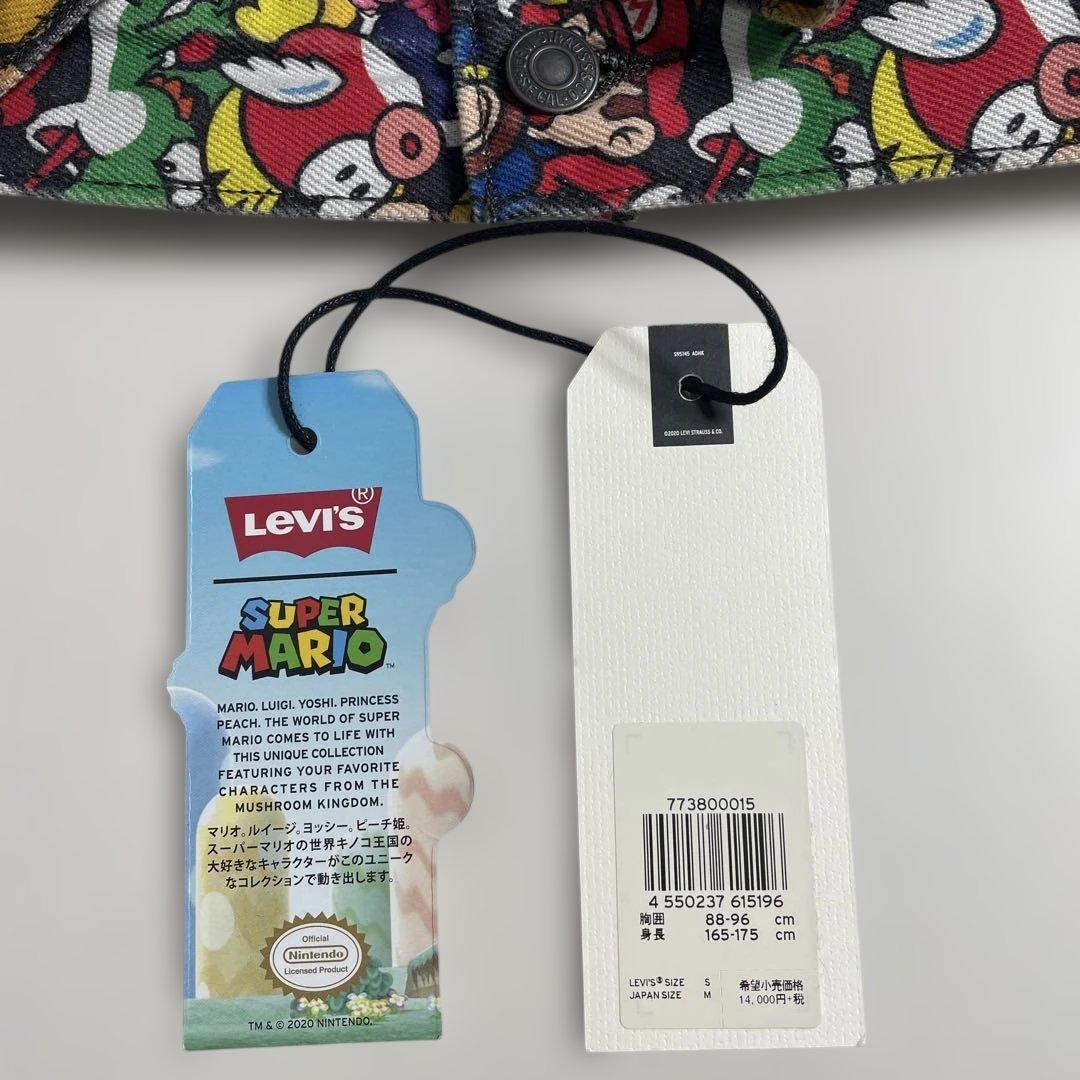 LEVI STRAUSS
S.F. CAL.
M
S95745 ADHK
©2020 LEVI STRAUSS & CO.
LEVI'S®
SUPER
MARIO™
MARIO. LUIGI. YOSHI. PRINCESS
PEACH. THE WORLD OF SUPER
MARIO COMES TO LIFE WITH
THIS UNIQUE COLLECTION
FEATURING YOUR FAVORITE
CHARACTERS FROM THE
MUSHROOM KINGDOM.
マリオ。ルイージ。ヨッシー。ピーチ姫。
スーパーマリオの世界キノコ王国の
大好きなキャラクターがこのユニーク
なコレクションで動き出します。
Official
Nintendo
Licensed Product
TM & © 2020 NINTENDO.
773800015
4 550237 615196
胸囲 88-96 cm
身長 165-175 cm
LEVI'S® SIZE S
JAPAN SIZE M
希望小売価格
14,000円+税